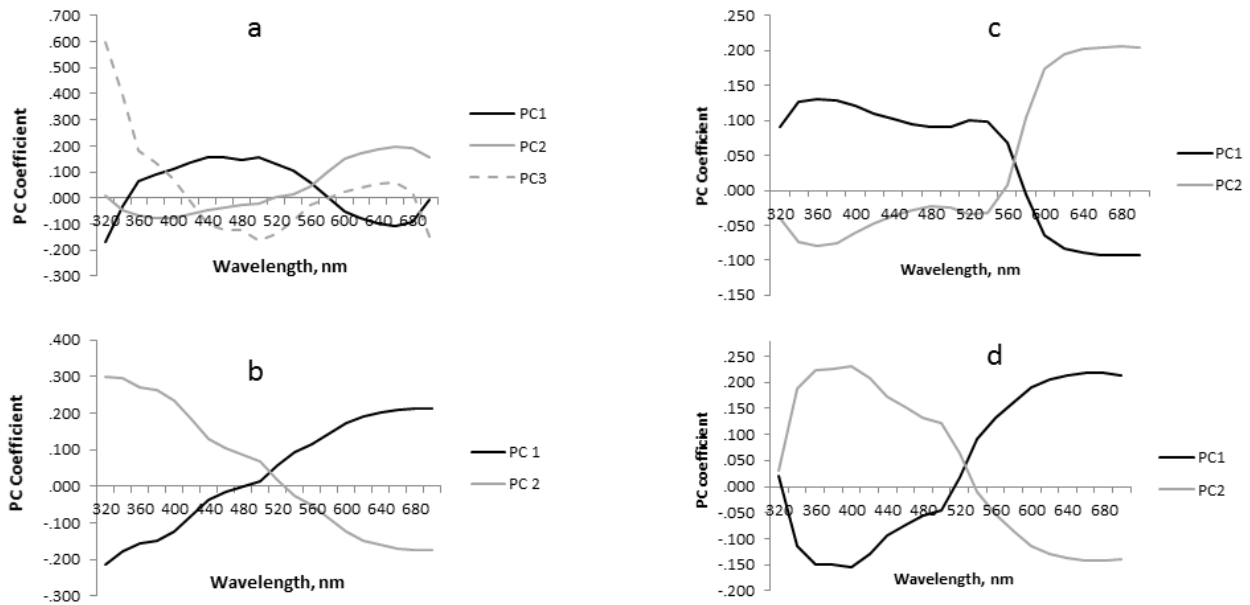 a
.700
.600
.500
.400
.300
.200
.100
.000
-.100
-.200
-.300
PC Coefficient
320 360 400 440 480 520 560 600 640 680
Wavelength, nm
PC1
PC2
PC3
c
.250
.200
.150
.100
.050
.000
-.050
-.100
-.150
PC Coefficient
320 360 400 440 480 520 560 600 640 680
Wavelength, nm
PC1
PC2
b
.400
.300
.200
.100
.000
-.100
-.200
-.300
PC Coefficient
320 360 400 440 480 520 560 600 640 680
Wavelength, nm
PC 1
PC 2
d
.250
.200
.150
.100
.050
.000
-.050
-.100
-.150
-.200
PC coefficient
320 360 400 440 480 520 560 600 640 680
Wavelength, nm
PC1
PC2